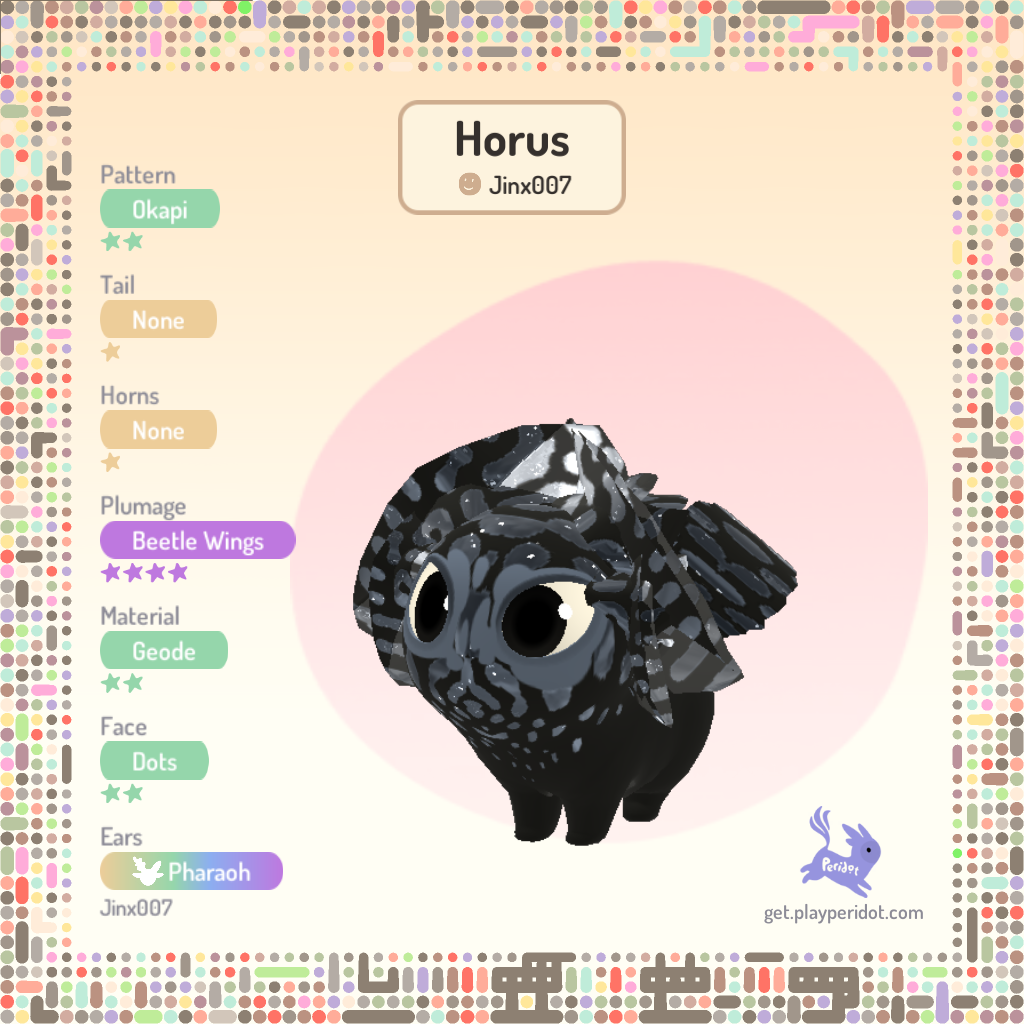 Horus
Jinx007
Pattern
Okapi
Tail
None
Horns
None
Plumage
Beetle Wings
Material
Geode
Face
Dots
Ears
Pharaoh
Jinx007
Peridot
get.playperidot.com